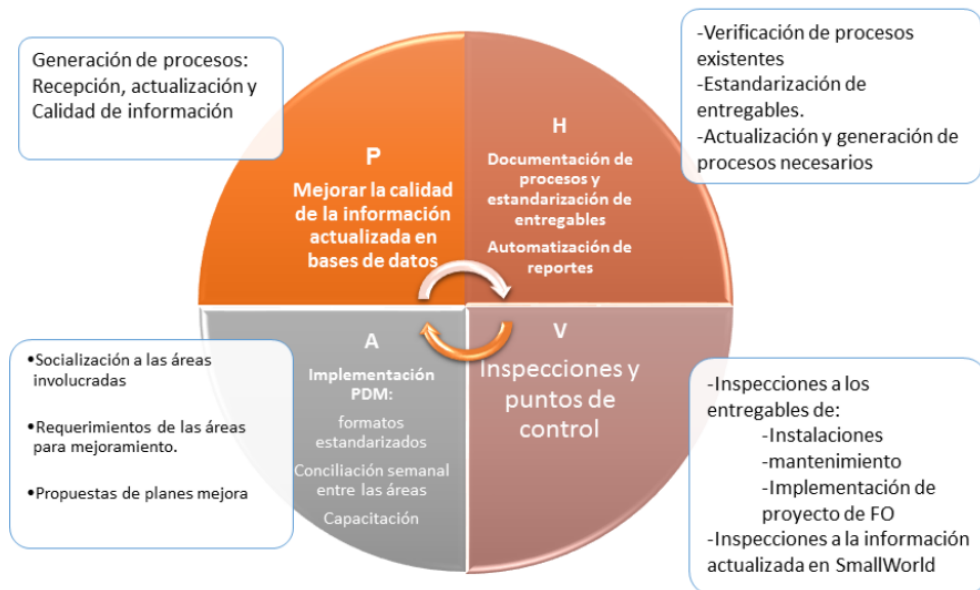 Generación de procesos:
Recepción, actualización y
Calidad de información
P
Mejorar la calidad
de la información
actualizada en
bases de datos
H
Documentación de
procesos y
estandarización de
entregables
Automatización de
reportes
-Verificación de procesos
existentes
-Estandarización de
entregables.
-Actualización y generación de
procesos necesarios
•Socialización a las áreas
involucradas
•Requerimientos de las áreas
para mejoramiento.
•Propuestas de planes mejora
A
Implementación
PDM:
formatos
estandarizados
Conciliación semanal
entre las áreas
Capacitación
V
Inspecciones y
puntos de
control
-Inspecciones a los
entregables de:
-Instalaciones
-mantenimiento
-Implementación de
proyecto de FO
-Inspecciones a la información
actualizada en SmallWorld